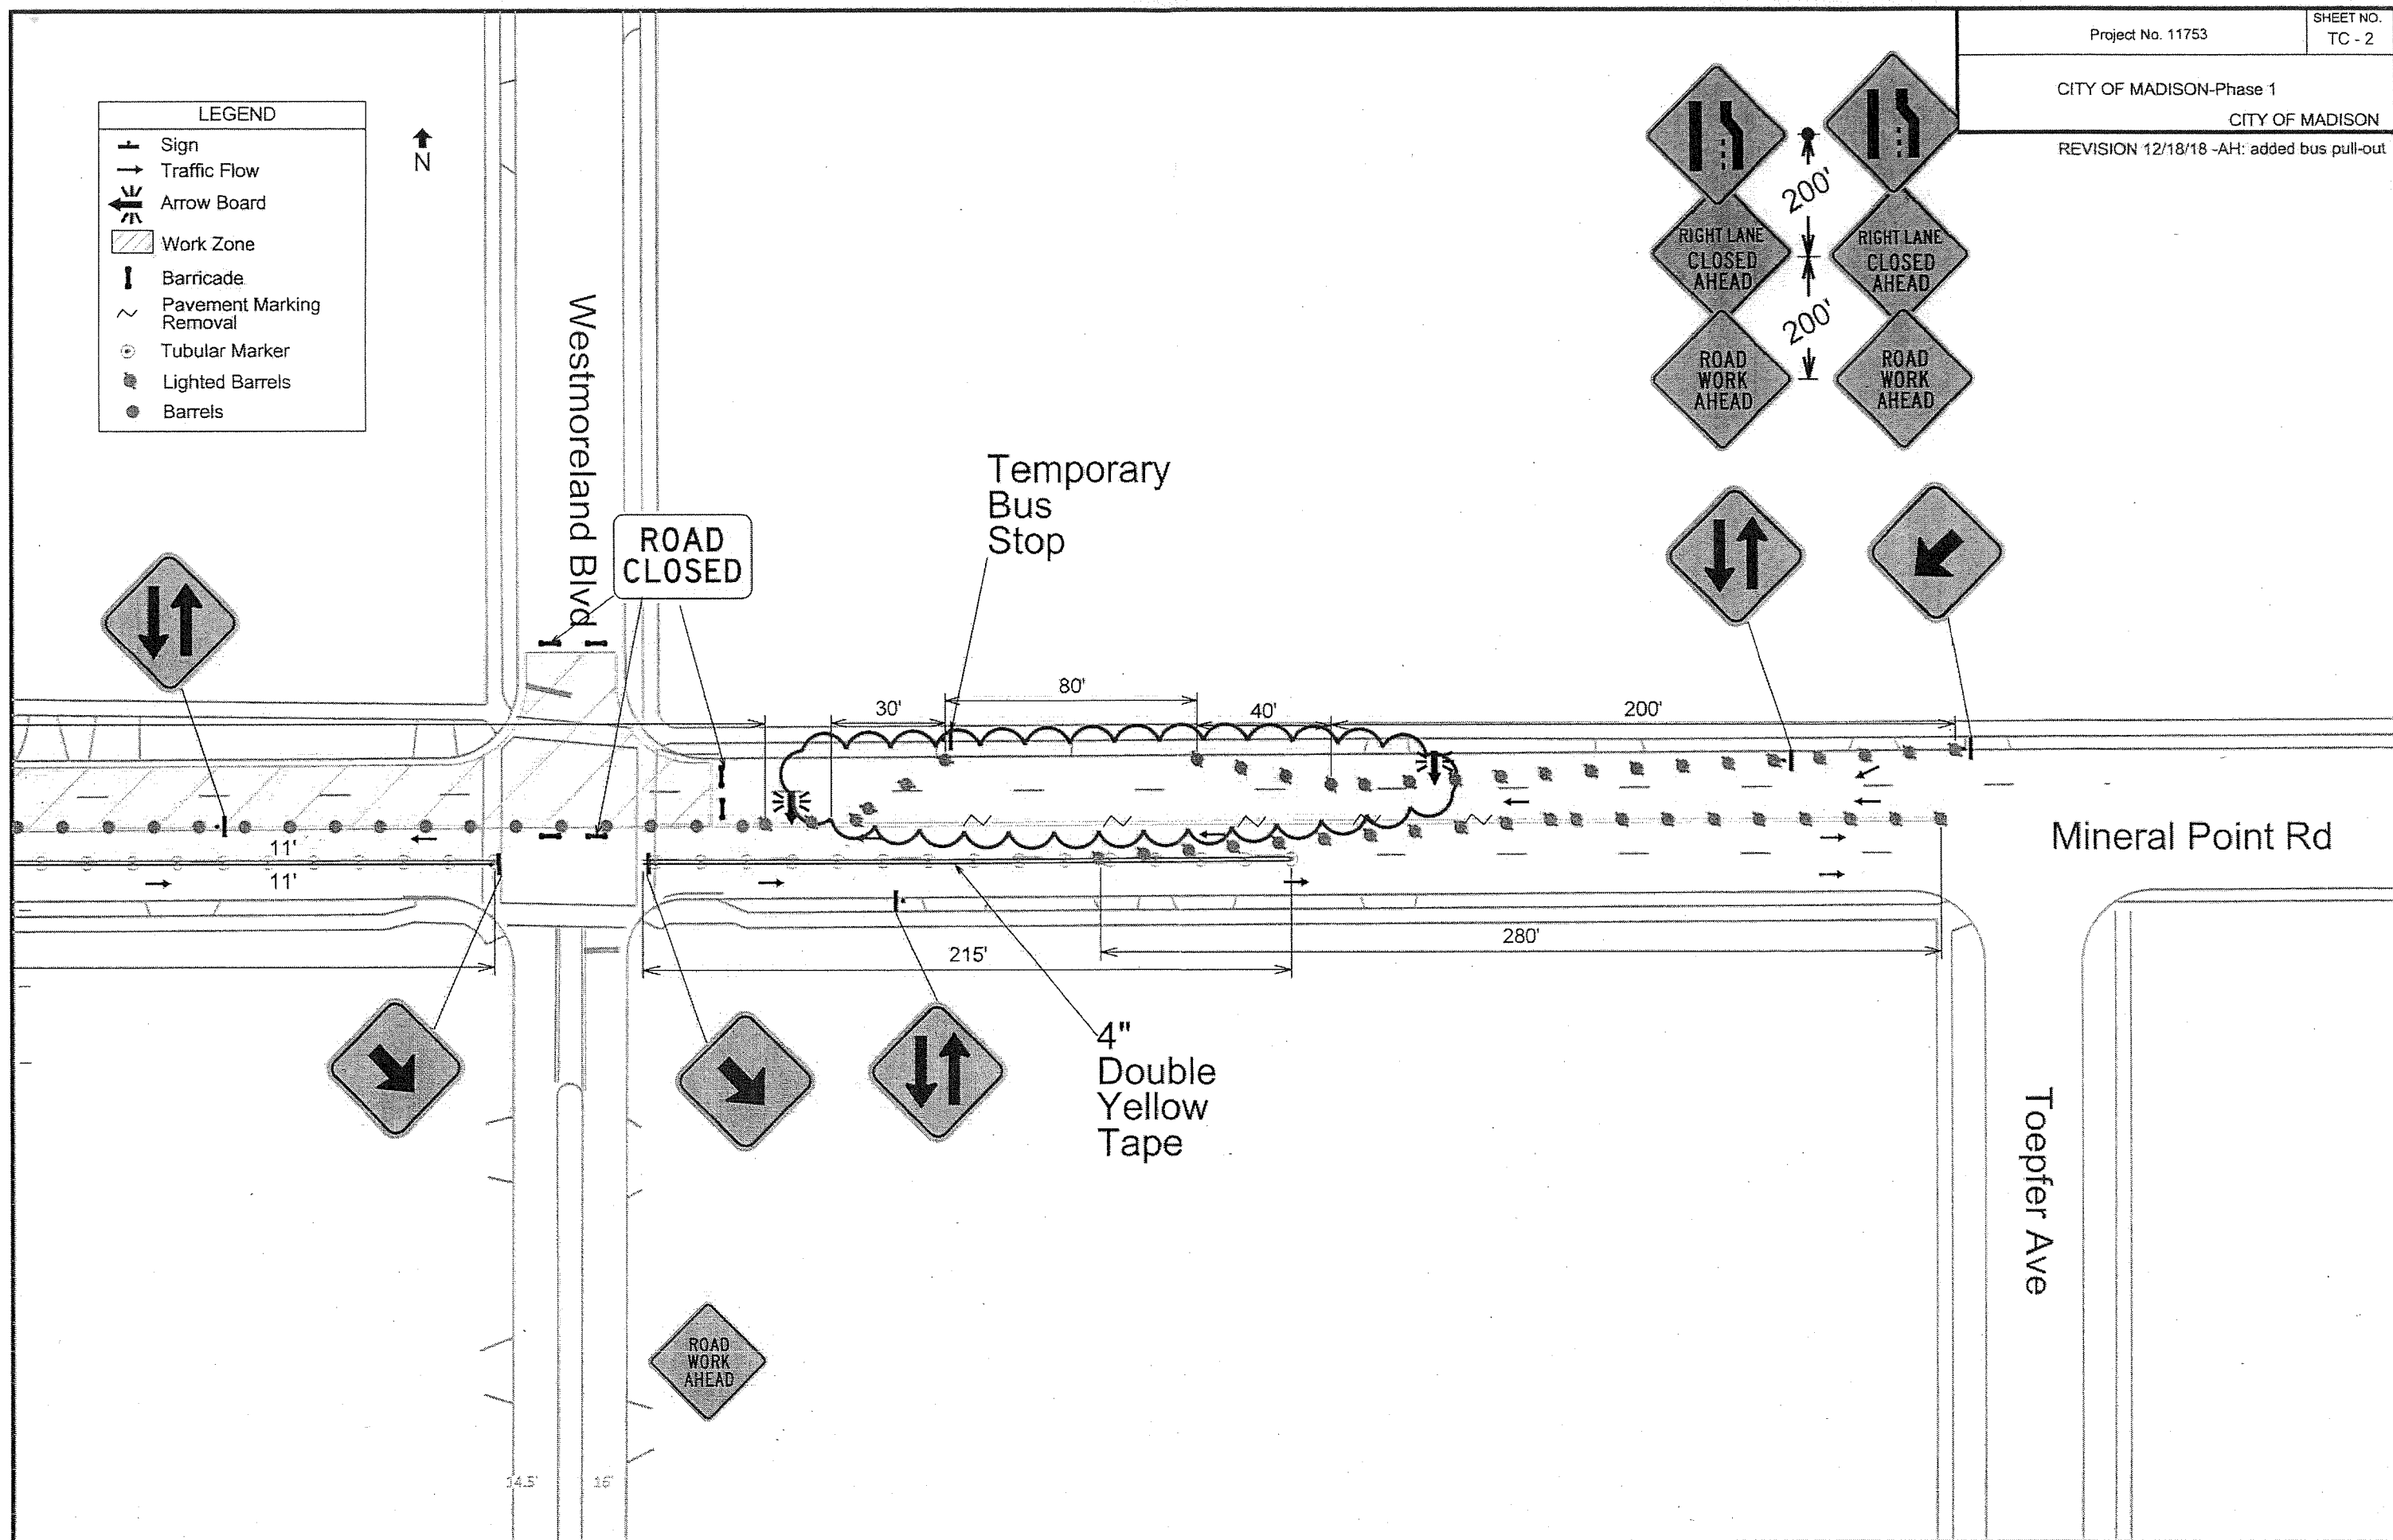 Project No. 11753
SHEET NO.
TC - 2
CITY OF MADISON-Phase 1
CITY OF MADISON
REVISION 12/18/18 -AH: added bus pull-out
LEGEND
Sign
Traffic Flow
Arrow Board
Work Zone
Barricade
Pavement Marking
Removal
Tubular Marker
Lighted Barrels
Barrels
N
200'
RIGHT LANE
CLOSED
AHEAD
RIGHT LANE
CLOSED
AHEAD
200'
ROAD
WORK
AHEAD
ROAD
WORK
AHEAD
Westmoreland Blvd
Temporary
Bus
Stop
ROAD
CLOSED
30'
80'
40'
200'
11'
11'
Mineral Point Rd
215'
280'
4"
Double
Yellow
Tape
Toepfer Ave
ROAD
WORK
AHEAD
14.5'
16'